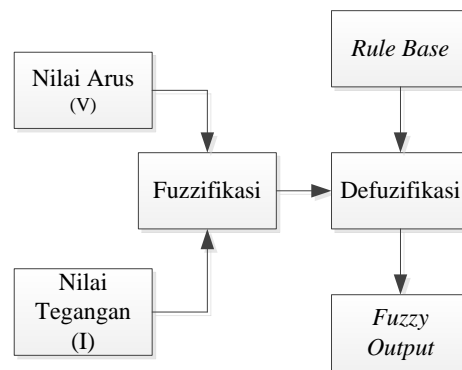 Rule Base
Nilai Arus
(V)
Fuzzifikasi
Defuzifikasi
Nilai
Tegangan
(I)
Fuzzy
Output